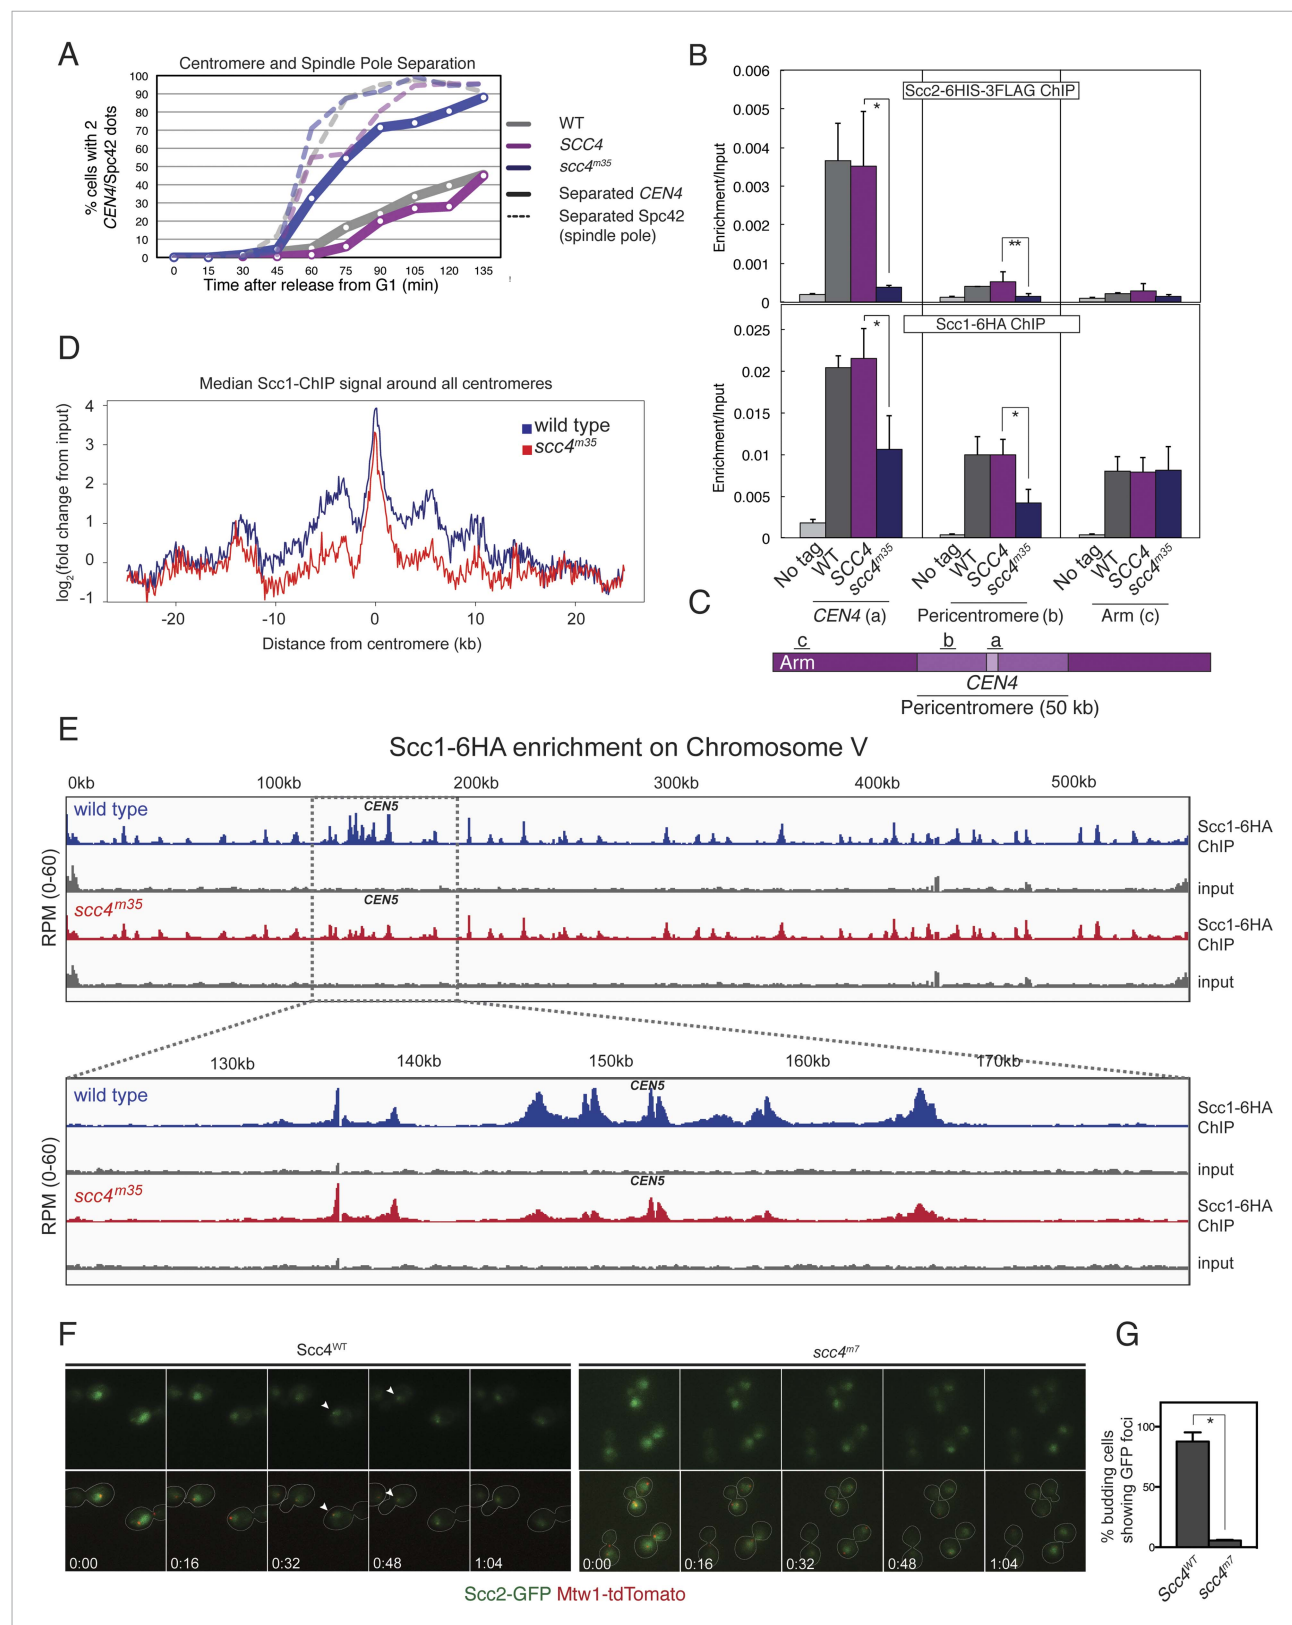 A
Centromere and Spindle Pole Separation
% cells with 2
CEN4/Spc42 dots
100
90
80
70
60
50
40
30
20
10
0
0 15 30 45 60 75 90 105 120 135
Time after release from G1 (min)
WT
SCC4
scc4m35
Separated CEN4
Separated Spc42
(spindle pole)
B
Enrichment/Input
0.006
0.005
0.004
0.003
0.002
0.001
0
Scc2-6HIS-3FLAG ChIP
*
**
Enrichment/Input
0.025
0.02
0.015
0.01
0.005
0
Scc1-6HA ChIP
*
*
No tag WT SCC4 scc4m35 No tag WT SCC4 scc4m35 No tag WT SCC4 scc4m35
CEN4 (a) Pericentromere (b) Arm (c)
C
c b a
Arm
CEN4
Pericentromere (50 kb)
D
Median Scc1-ChIP signal around all centromeres
log2(fold change from input)
4
3
2
1
0
-1
wild type
scc4m35
-20 -10 0 10 20
Distance from centromere (kb)
E
Scc1-6HA enrichment on Chromosome V
0kb 100kb 200kb 300kb 400kb 500kb
RPM (0-60)
wild type CEN5 Scc1-6HA
ChIP
input
scc4m35 CEN5 Scc1-6HA
ChIP
input
130kb 140kb 150kb 160kb 170kb
RPM (0-60)
wild type CEN5 Scc1-6HA
ChIP
input
scc4m35 CEN5 Scc1-6HA
ChIP
input
F
Scc4WT scc4m7
0:00 0:16 0:32 0:48 1:04 0:00 0:16 0:32 0:48 1:04
Scc2-GFP Mtw1-tdTomato
G
% budding cells
showing GFP foci
100
50
0
*
Scc4WT scc4m7